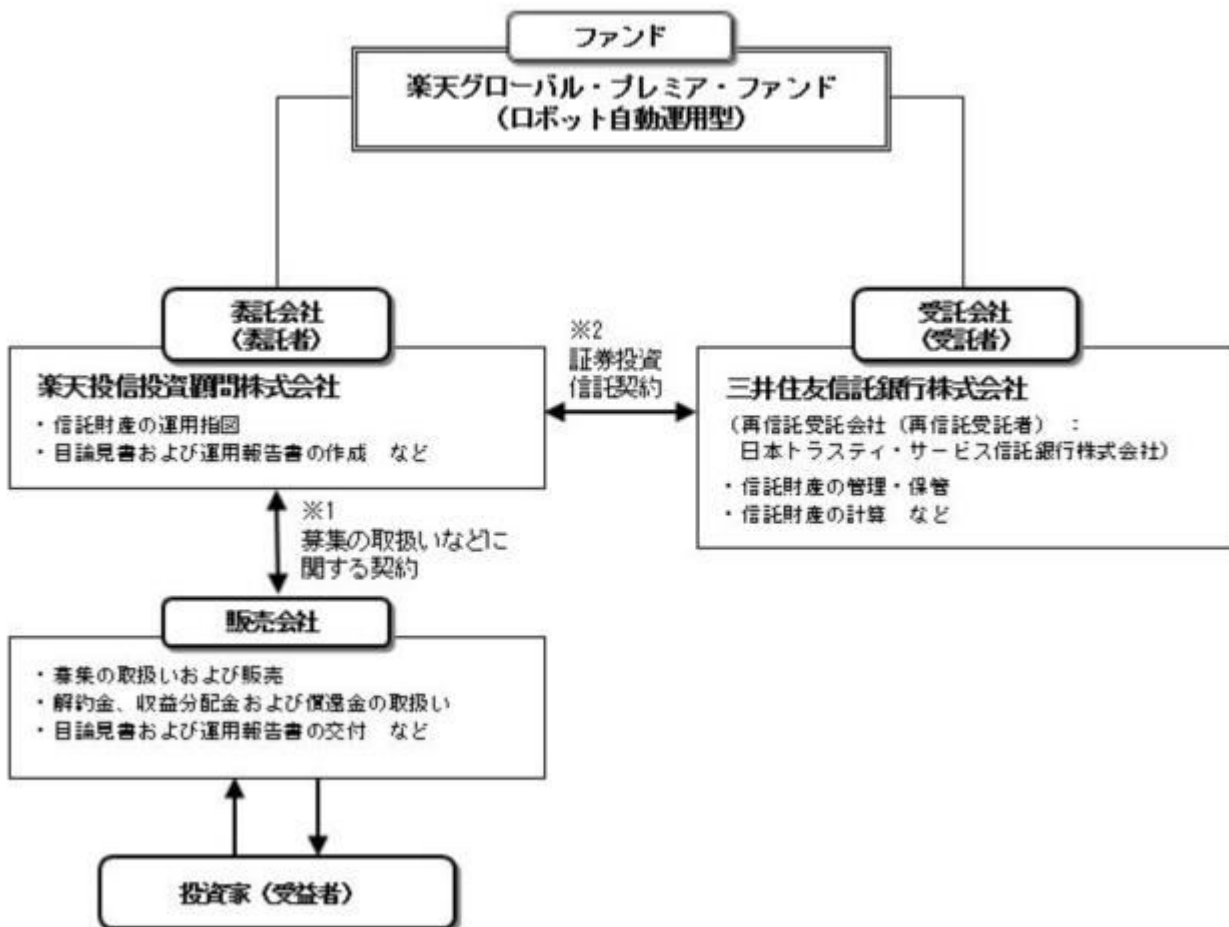 ファンド
楽天グローバル・プレミア・ファンド
（ロボット自動運用型）
委託会社
（委託者）
楽天投信投資顧問株式会社
・信託財産の運用指図
・目論見書および運用報告書の作成　など
※2
証券投資
信託契約
受託会社
（受託者）
三井住友信託銀行株式会社
（再信託受託会社（再信託受託者）　：
日本トラスティ・サービス信託銀行株式会社）
・信託財産の管理・保管
・信託財産の計算　など
※1
募集の取扱いなどに
関する契約
販売会社
・募集の取扱いおよび販売
・解約金、収益分配金および償還金の取扱い
・目論見書および運用報告書の交付　など
投資家（受益者）